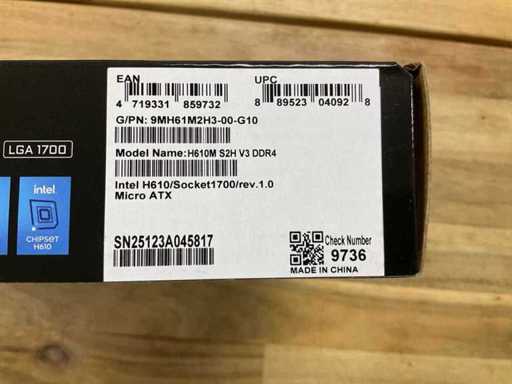 EAN
4 719331 859732
UPC
8 89523 04092 8
G/PN: 9MH61M2H3-00-G10
Model Name:H610M S2H V3 DDR4
Intel H610/Socket1700/rev.1.0
Micro ATX
SN25123A045817
Check Number
9736
MADE IN CHINA
LGA 1700
intel
CHIPSET
H610